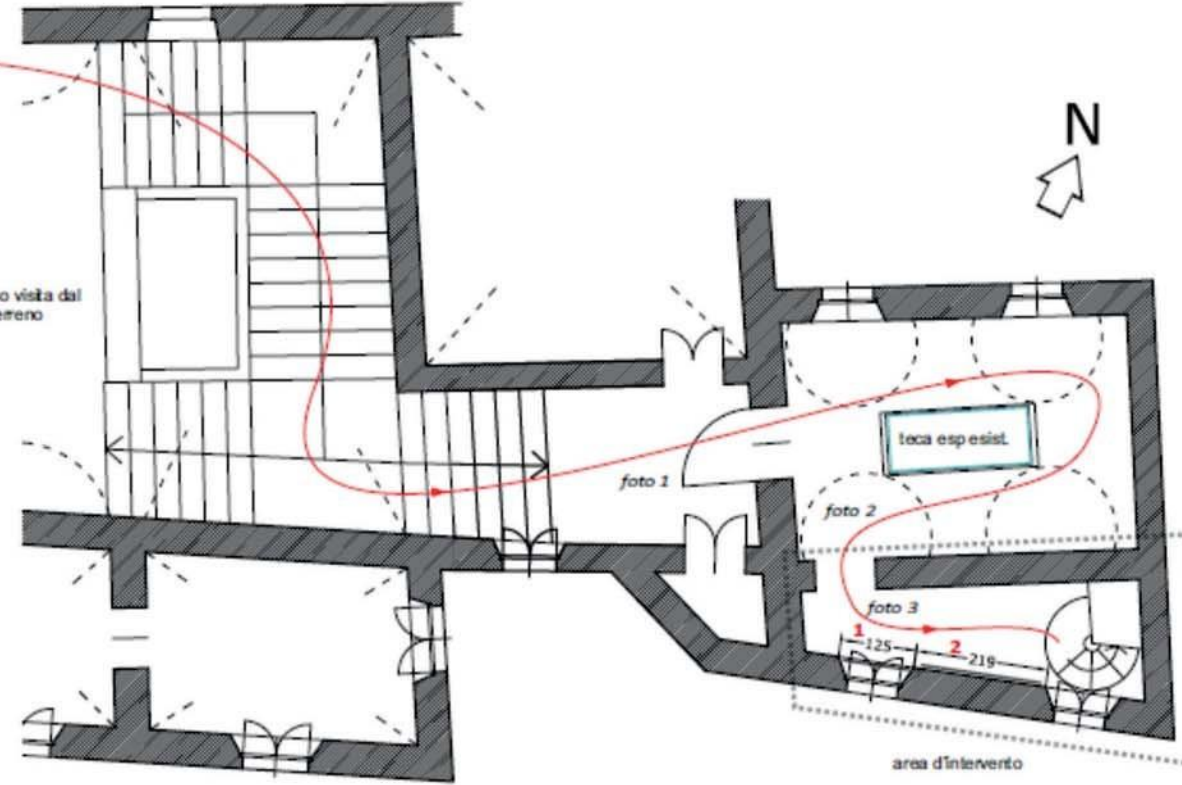 N
o visita dal
erreno
teca esp esist.
foto 1
foto 2
foto 3
1
125
2
219
area d'intervento